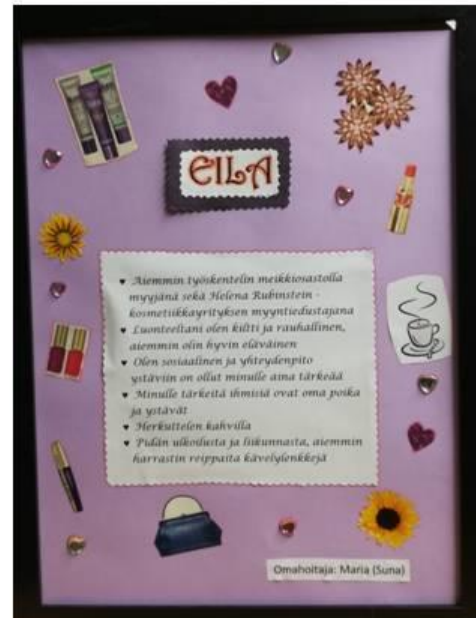 EILA
♥ Aiemmin työskentelin meikkiosastolla
myyjänä sekä Helena Rubinstein -
kosmetiikkayrityksen myyntiedustajana
♥ Luonteeltani olen kiltti ja rauhallinen,
aiemmin olin hyvin eläväinen
♥ Olen sosiaalinen ja yhteydenpito
ystäviin on ollut minulle aina tärkeää
♥ Minulle tärkeitä ihmisiä ovat oma poika
ja ystävät
♥ Herkuttelen kahvilla
♥ Pidän ulkoilusta ja liikunnasta, aiemmin
harrastin reippaita kävelylenkkejä
Omahoitaja: Maria (Suna)